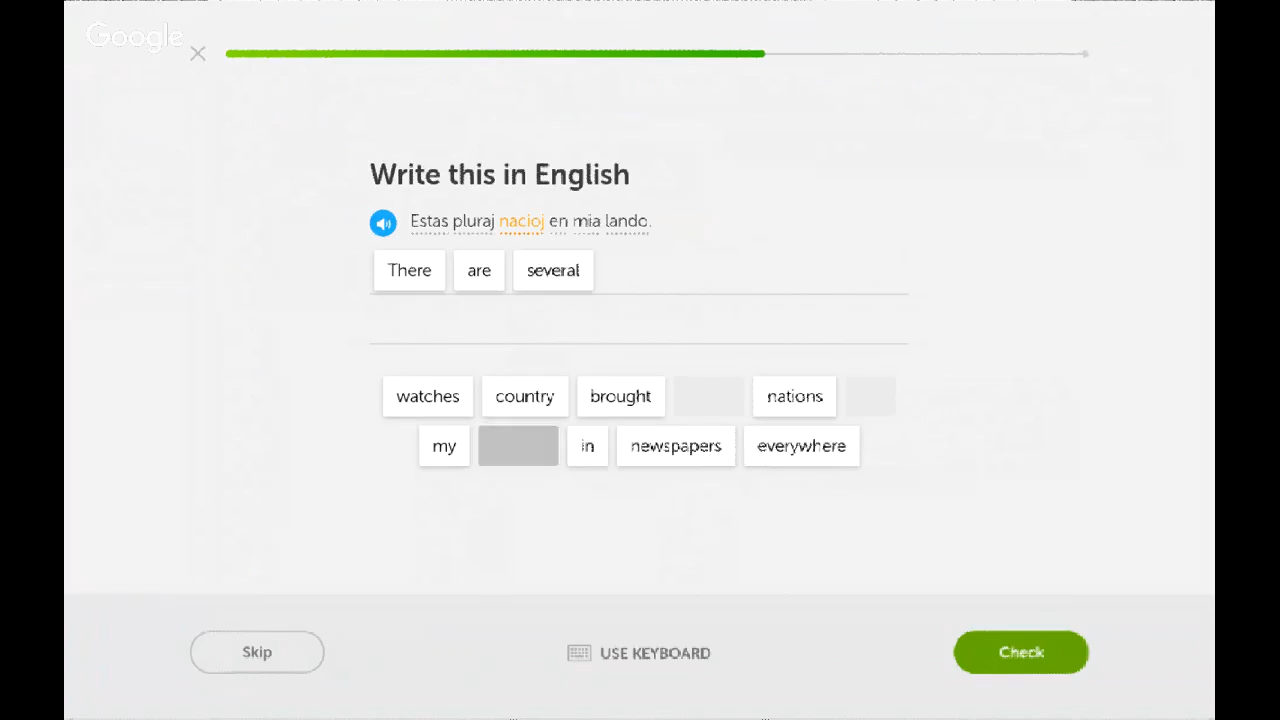 Google
Write this in English
Estas pluraj nacioj en mia lando.
There are several
watches country brought nations
my in newspapers everywhere
Skip USE KEYBOARD Check